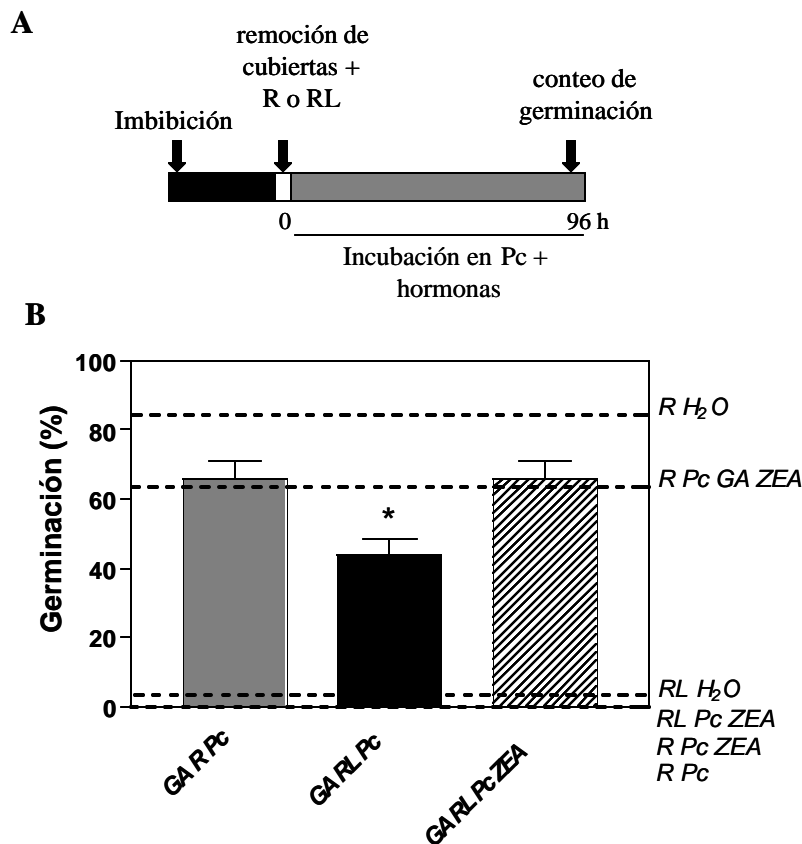 A
remoción de
cubiertas +
R o RL
conteo de
germinación
Imbibición
0
96 h
Incubación en Pc +
hormonas
B
Germinación (%)
100
80
60
40
20
0
*
R H₂O
R Pc GA ZEA
RL H₂O
RL Pc ZEA
R Pc ZEA
R Pc
GA R Pc
GA RL Pc
GA RL Pc ZEA